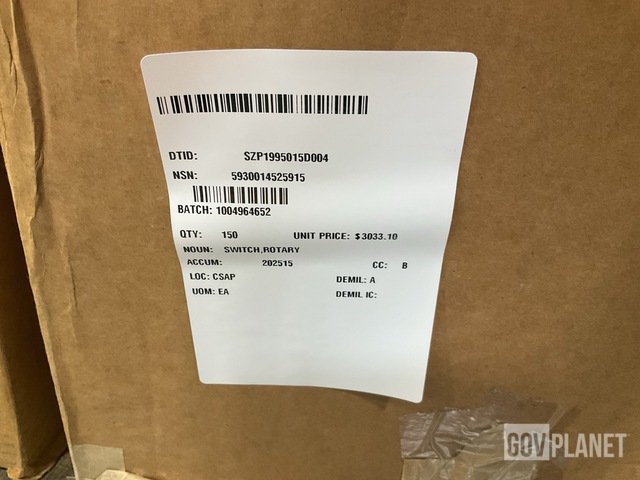 DTID: SZP1995015D004
NSN: 5930014525915
BATCH: 1004964652
QTY: 150 UNIT PRICE: $3033.10
NOUN: SWITCH,ROTARY
ACCUM: 202515 CC: B
LOC: CSAP DEMIL: A
UOM: EA DEMIL IC:
GOVPLANET